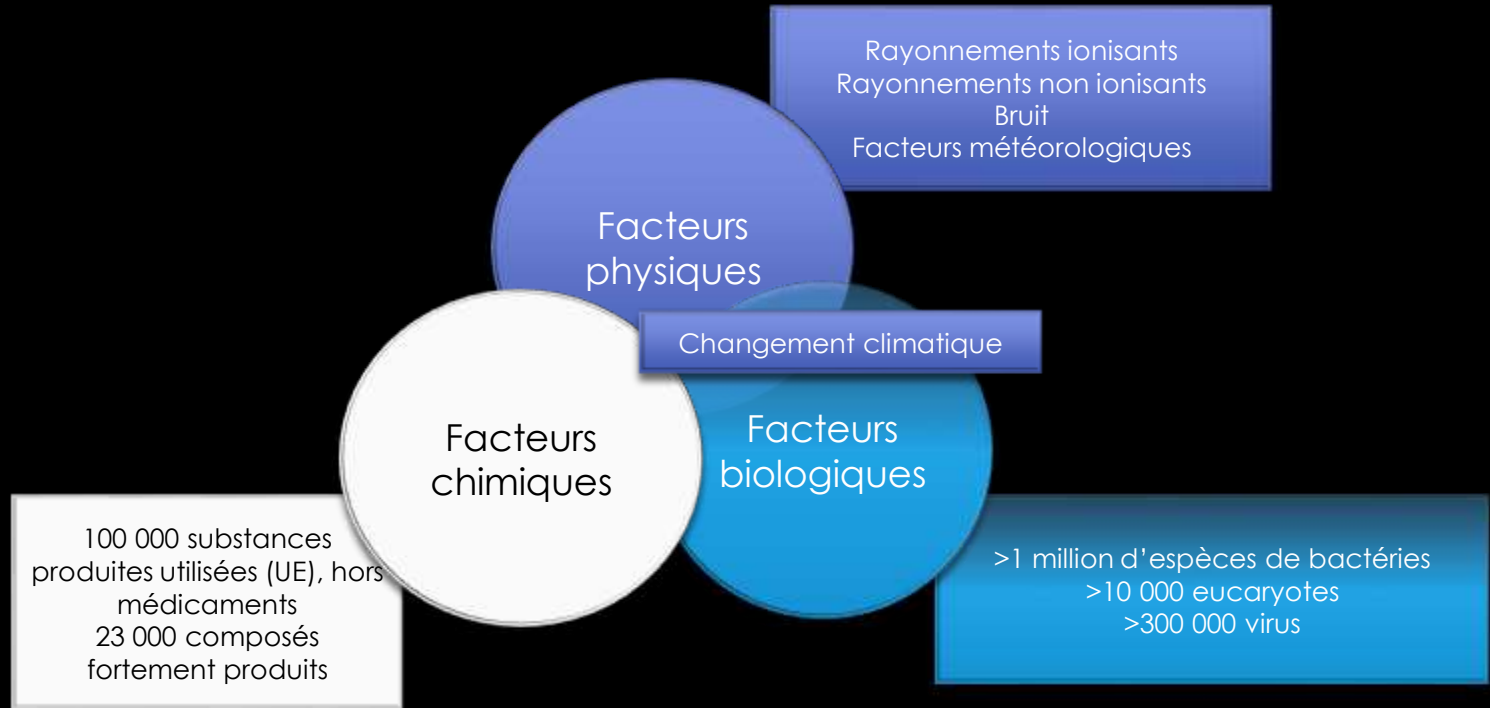 Rayonnements ionisants
Rayonnements non ionisants
Bruit
Facteurs météorologiques
Facteurs
physiques
Changement climatique
Facteurs
chimiques
Facteurs
biologiques
100 000 substances
produites utilisées (UE), hors
médicaments
23 000 composés
fortement produits
>1 million d’espèces de bactéries
>10 000 eucaryotes
>300 000 virus